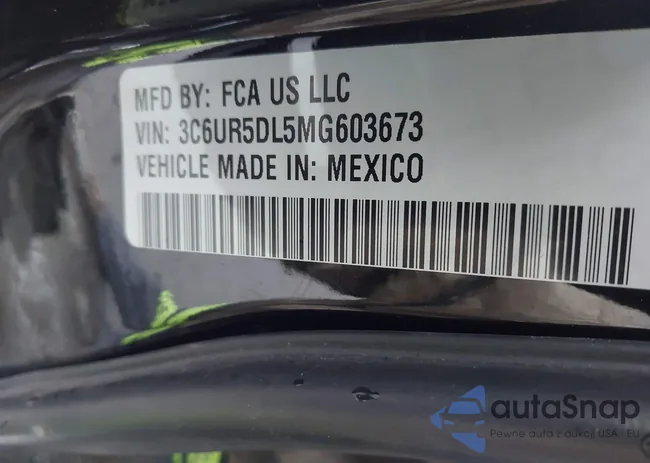 MFD BY: FCA US LLC
VIN: 3C6UR5DL5MG603673
VEHICLE MADE IN: MEXICO
autaSnap
Pewne auta z aukcji USA - EU